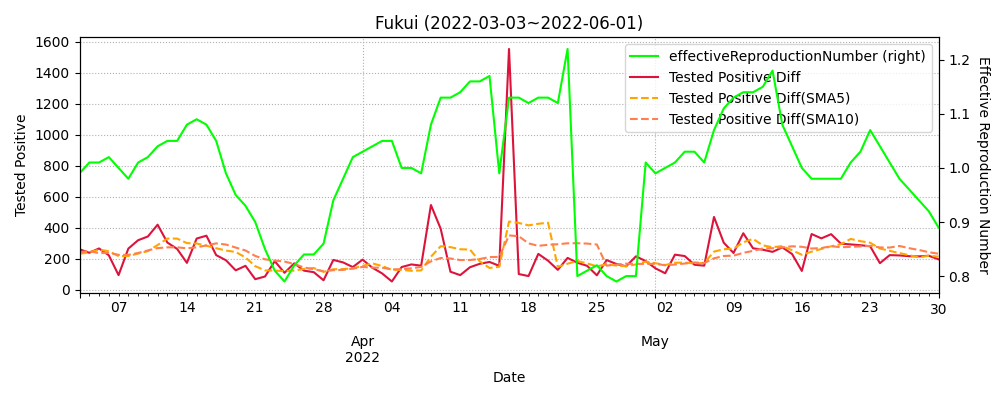 Fukui (2022-03-03~2022-06-01)
effectiveReproductionNumber (right)
Tested Positive Diff
Tested Positive Diff(SMA5)
Tested Positive Diff(SMA10)
1600
1400
1200
1000
800
600
400
200
0
Tested Positive
1.2
1.1
1.0
0.9
0.8
Effective Reproduction Number
07 14 21 28 04 11 18 25 02 09 16 23 30
Apr May
2022
Date